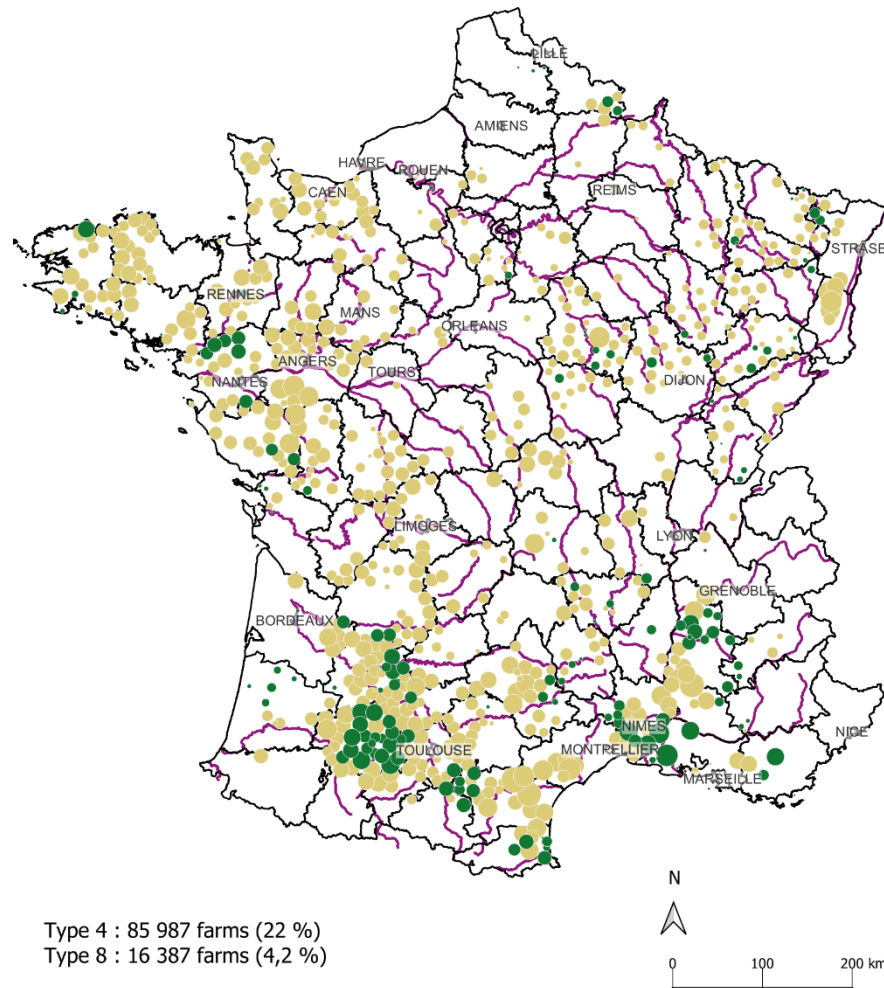 LILLE
AMIENS
HAVRE
ROUEN
CAEN
REIMS
STRASB
RENNES
MANS
ORLEANS
ANGERS
TOURS
NANTES
DIJON
LIMOGES
LYON
GRENOBLE
BORDEAUX
NIMES
NICE
TOULOUSE
MONTPELLIER
MARSEILLE
N
Type 4 : 85 987 farms (22 %)
Type 8 : 16 387 farms (4,2 %)
0 100 200 km